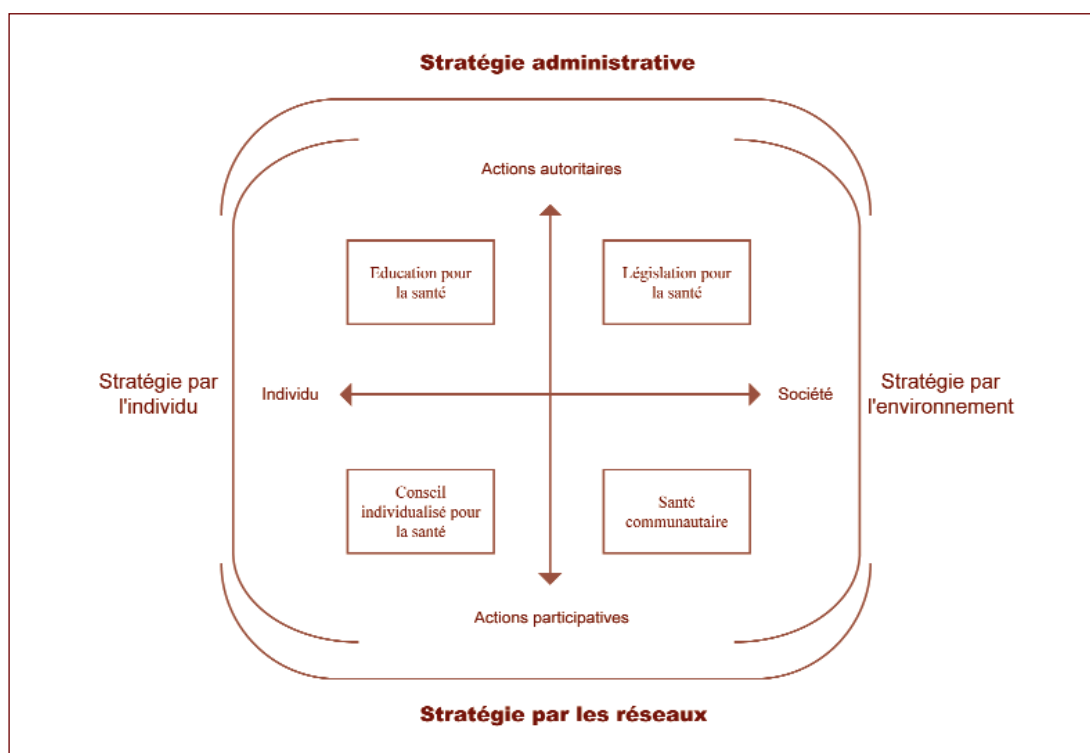 Stratégie administrative
Actions autoritaires
Education pour
la santé
Législation pour
la santé
Stratégie par
l'individu
Individu
Société
Stratégie par
l'environnement
Conseil
individualisé pour
la santé
Santé
communautaire
Actions participatives
Stratégie par les réseaux